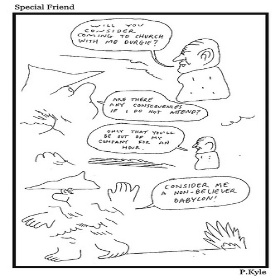 Special Friend
WILL YOU
CONSIDER
COMING TO CHURCH
WITH ME DURGIE?
ARE THERE
ANY CONSEQUENCES
IF I DO NOT ATTEND?
ONLY THAT YOU'LL
BE OUT OF MY
COMPANY FOR AN
HOUR.
CONSIDER ME
A NON-BELIEVER
BABYLON!
P.Kyle